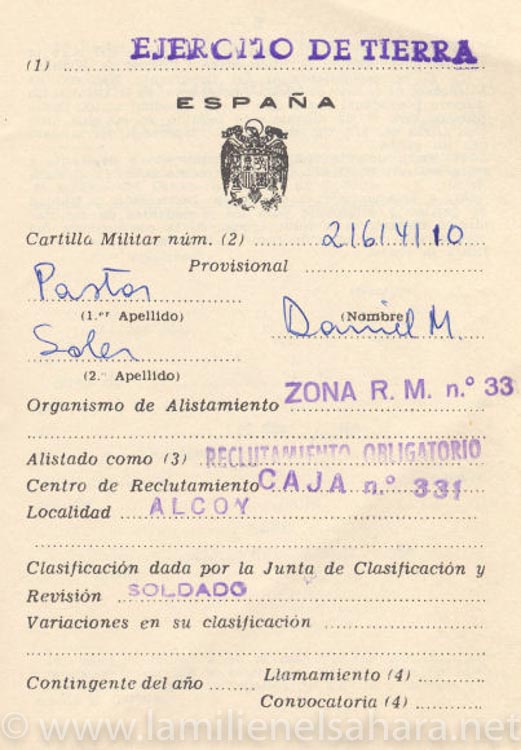 (1) EJERCITO DE TIERRA
ESPAÑA
Cartilla Militar núm. (2) 21614110
Provisional
Pastor
(1.er Apellido) (Nombre) Daniel M.
Soler
(2.º Apellido)
Organismo de Alistamiento ZONA R. M. n.º 33
Alistado como (3) RECLUTAMIENTO OBLIGATORIO
Centro de Reclutamiento CAJA n.º 331
Localidad ALCOY
Clasificación dada por la Junta de Clasificación y
Revisión SOLDADO
Variaciones en su clasificación
Contingente del año Llamamiento (4)
Convocatoria (4)
© www.lamilienelsahara.net